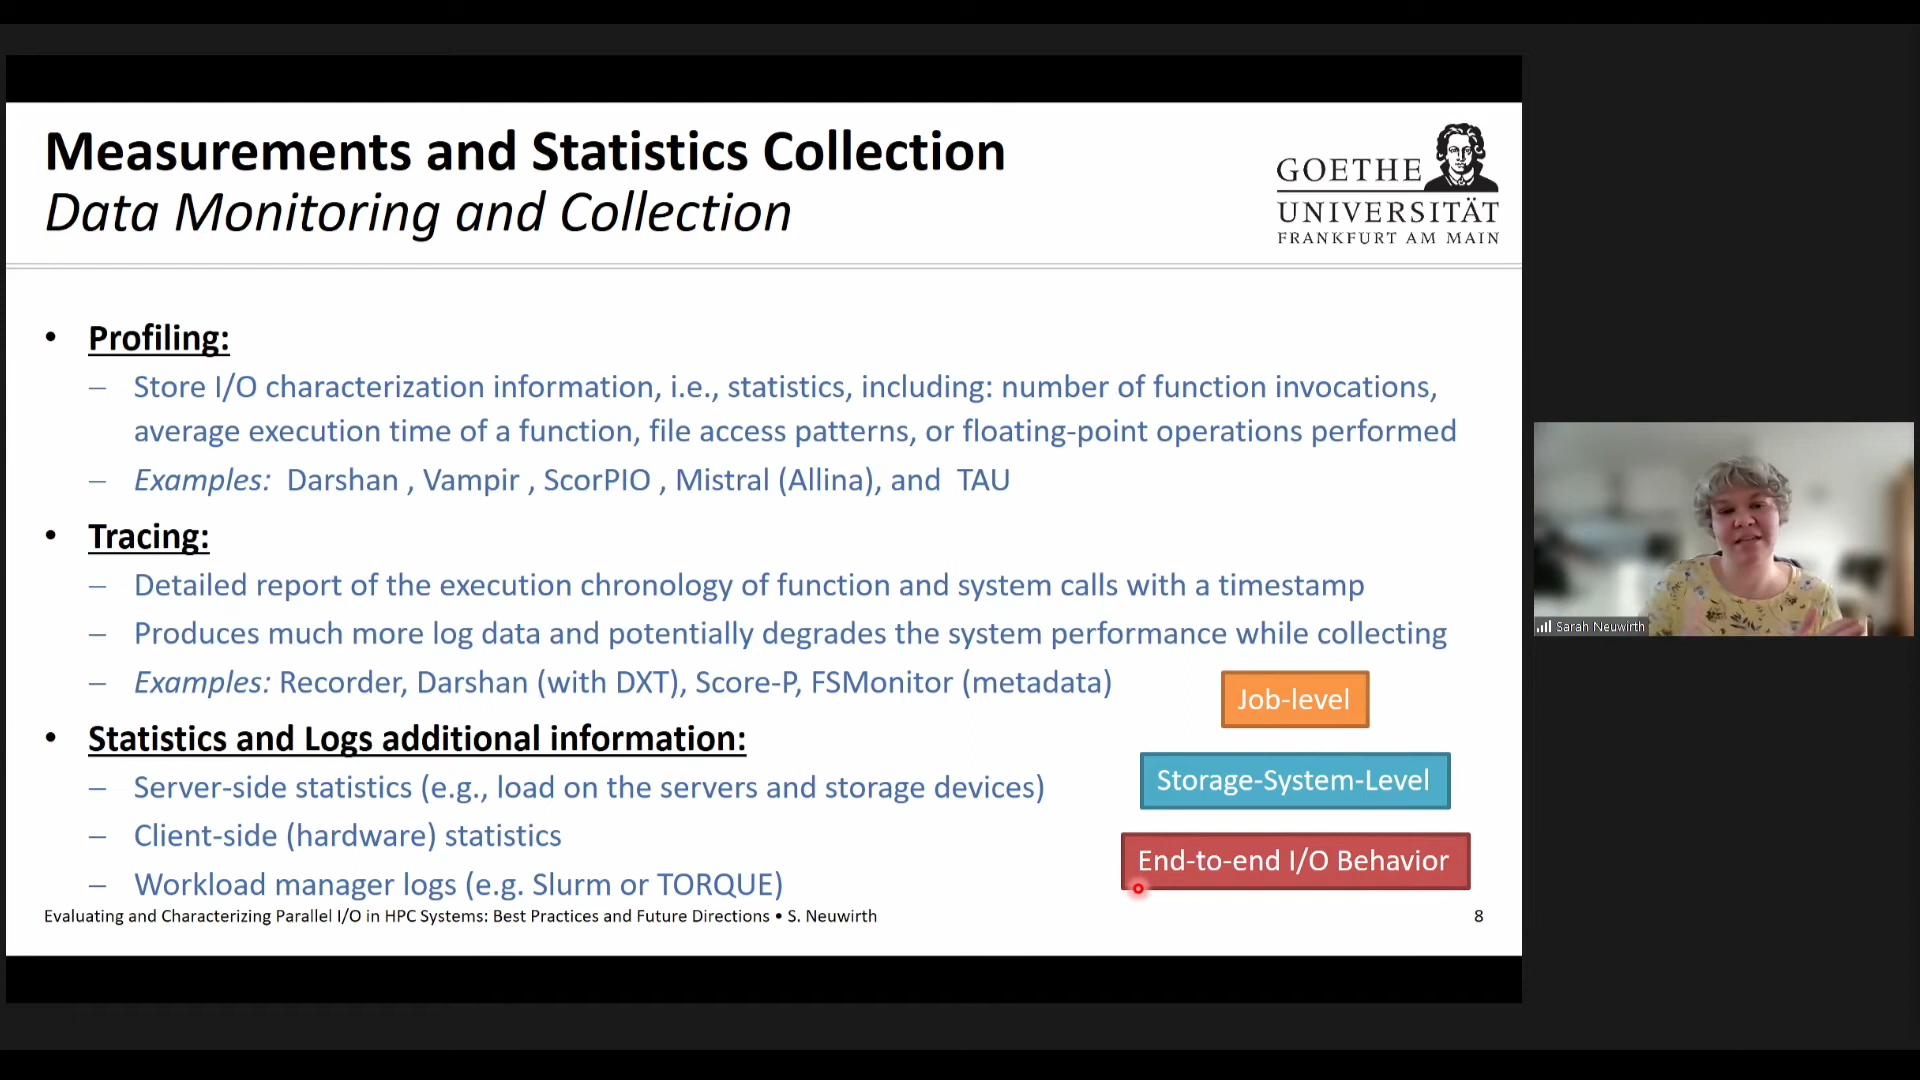 Measurements and Statistics Collection
Data Monitoring and Collection
GOETHE
UNIVERSITÄT
FRANKFURT AM MAIN
• Profiling:
– Store I/O characterization information, i.e., statistics, including: number of function invocations,
average execution time of a function, file access patterns, or floating-point operations performed
– Examples: Darshan , Vampir , ScorPIO , Mistral (Allina), and TAU
• Tracing:
– Detailed report of the execution chronology of function and system calls with a timestamp
– Produces much more log data and potentially degrades the system performance while collecting
– Examples: Recorder, Darshan (with DXT), Score-P, FSMonitor (metadata)
• Statistics and Logs additional information:
– Server-side statistics (e.g., load on the servers and storage devices)
– Client-side (hardware) statistics
– Workload manager logs (e.g. Slurm or TORQUE)
Job-level
Storage-System-Level
End-to-end I/O Behavior
Evaluating and Characterizing Parallel I/O in HPC Systems: Best Practices and Future Directions • S. Neuwirth
8
Sarah Neuwirth